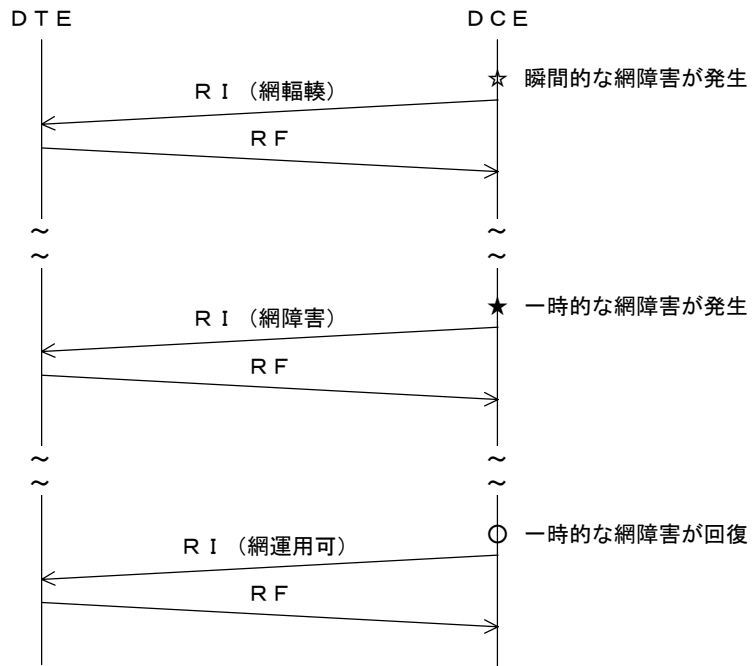 ＤＴＥ ＤＣＥ
☆ 瞬間的な網障害が発生
ＲＩ（網輻輳）
ＲＦ
～ ～
～ ～
★ 一時的な網障害が発生
ＲＩ（網障害）
ＲＦ
～ ～
～ ～
○ 一時的な網障害が回復
ＲＩ（網運用可）
ＲＦ